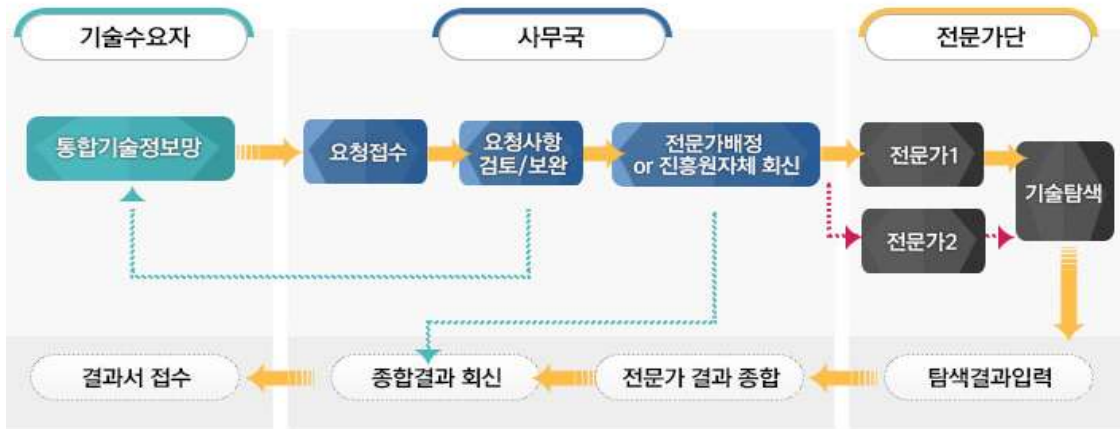 기술수요자
사무국
전문가단
통합기술정보망
요청접수
요청사항
검토/보완
전문가배정
or 진흥원자체 회신
전문가1
전문가2
기술탐색
결과서 접수
종합결과 회신
전문가 결과 종합
탐색결과입력